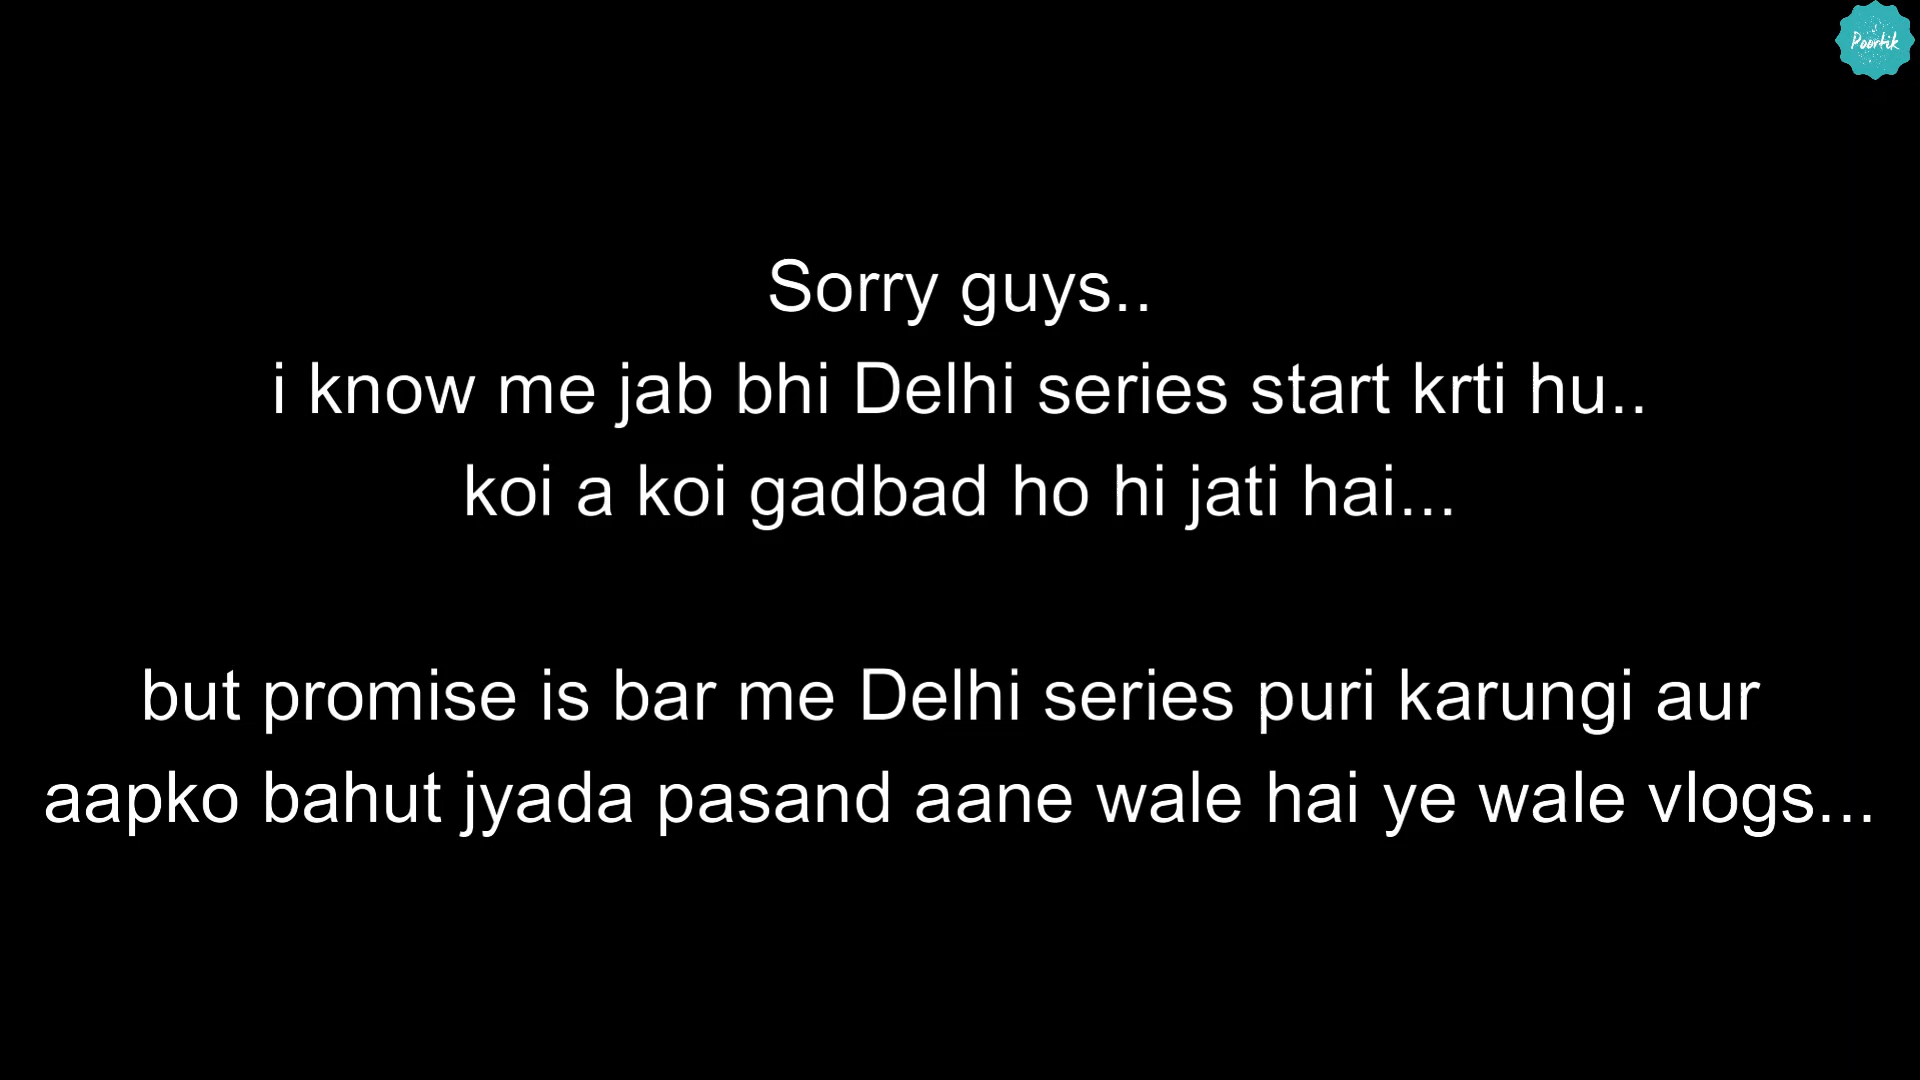 Poortik
Sorry guys..
i know me jab bhi Delhi series start krti hu..
koi a koi gadbad ho hi jati hai...
but promise is bar me Delhi series puri karungi aur
aapko bahut jyada pasand aane wale hai ye wale vlogs...